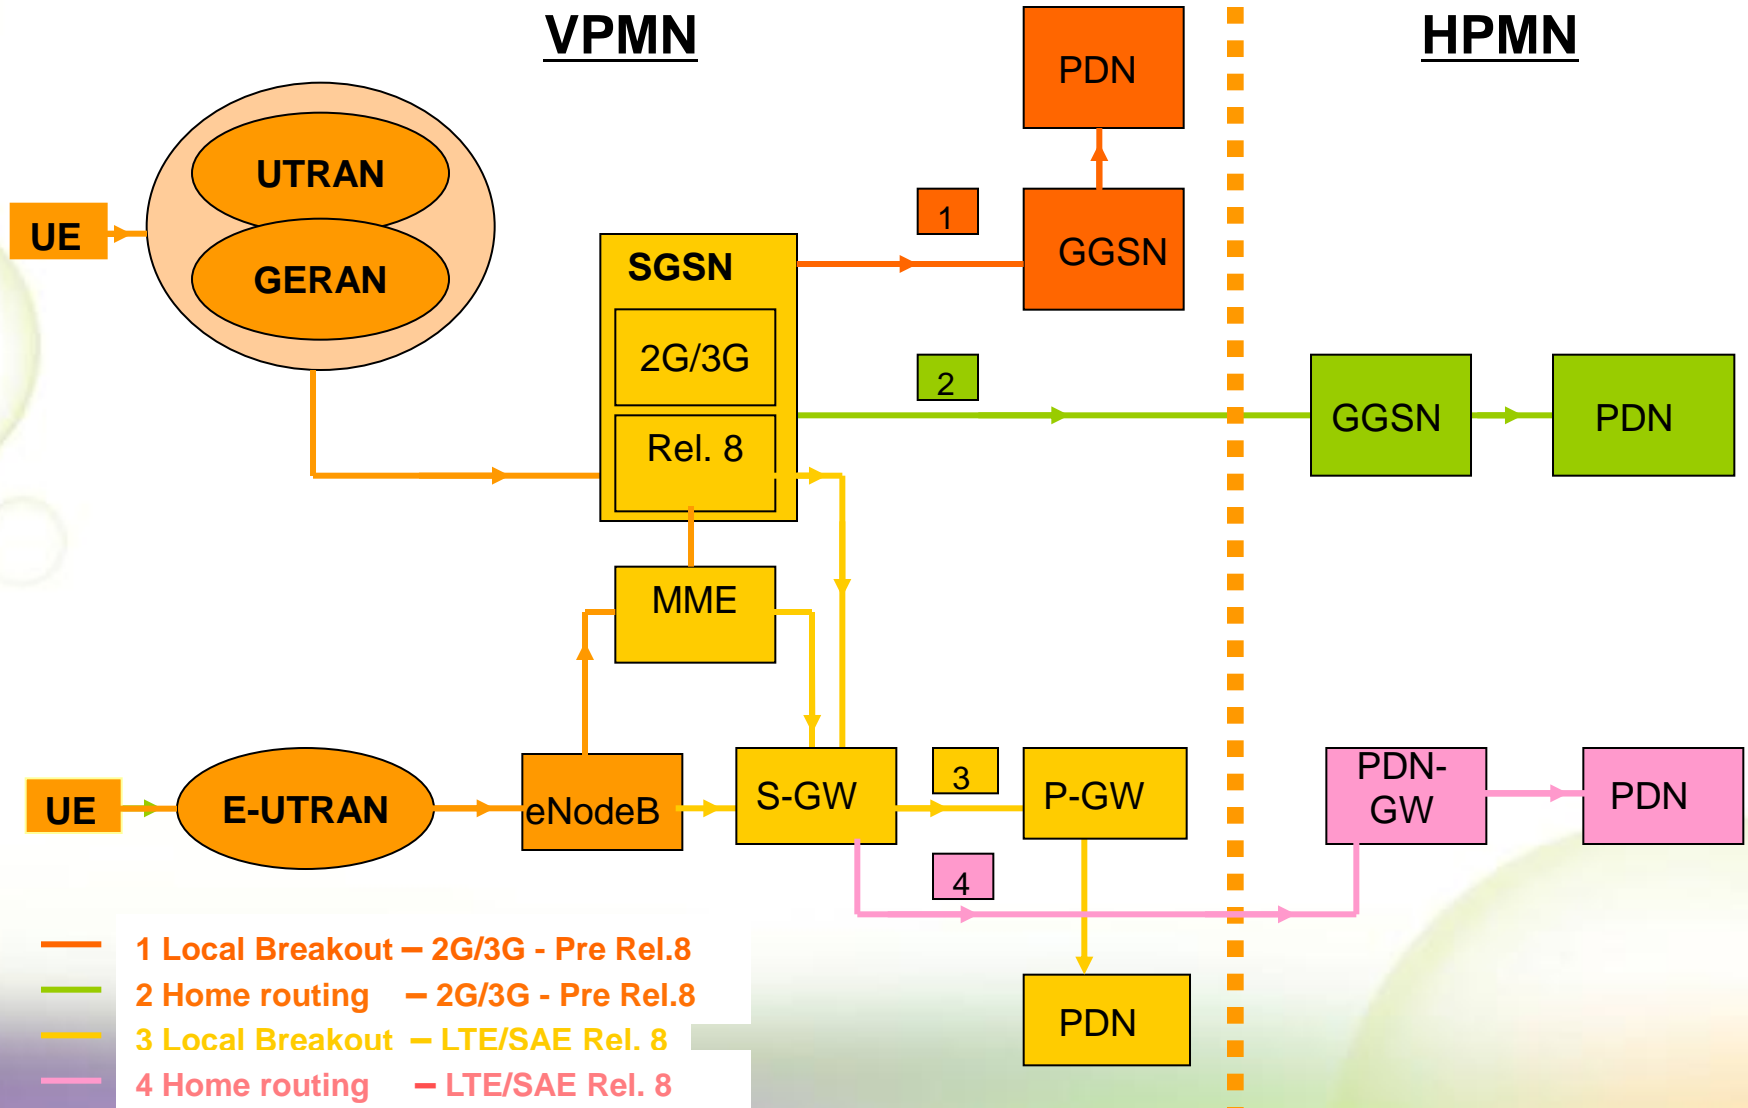 VPMN
HPMN
PDN
UTRAN
UE
GERAN
1
GGSN
SGSN
2G/3G
2
GGSN
PDN
Rel. 8
MME
UE
E-UTRAN
eNodeB
S-GW
3
P-GW
PDN-
GW
PDN
4
PDN
1 Local Breakout – 2G/3G - Pre Rel.8
2 Home routing – 2G/3G - Pre Rel.8
3 Local Breakout – LTE/SAE Rel. 8
4 Home routing – LTE/SAE Rel. 8